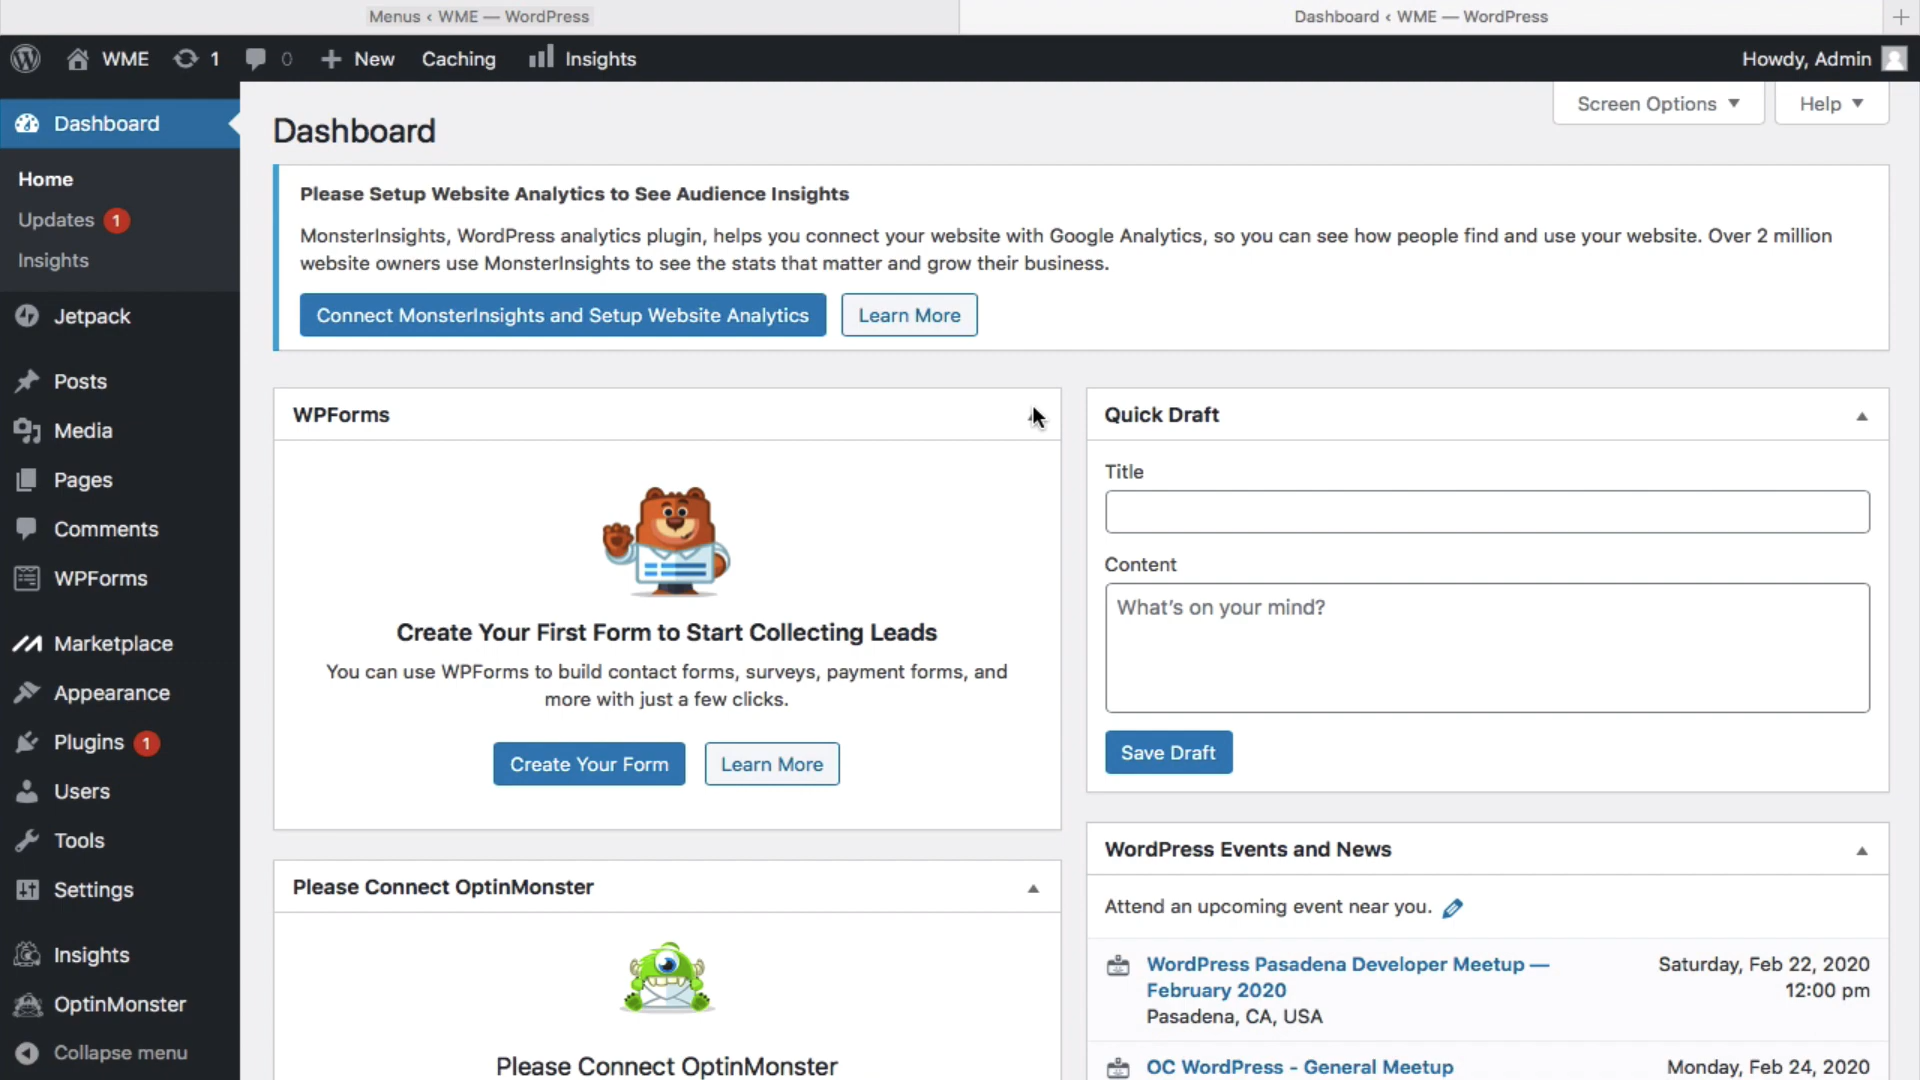 Menus ‹ WME — WordPress
Dashboard ‹ WME — WordPress
WME
1
0
New
Caching
Insights
Howdy, Admin
Dashboard
Home
Updates 1
Insights
Jetpack
Posts
Media
Pages
Comments
WPForms
Marketplace
Appearance
Plugins 1
Users
Tools
Settings
Insights
OptinMonster
Collapse menu
Dashboard
Screen Options
Help
Please Setup Website Analytics to See Audience Insights
MonsterInsights, WordPress analytics plugin, helps you connect your website with Google Analytics, so you can see how people find and use your website. Over 2 million
website owners use MonsterInsights to see the stats that matter and grow their business.
Connect MonsterInsights and Setup Website Analytics
Learn More
WPForms
Create Your First Form to Start Collecting Leads
You can use WPForms to build contact forms, surveys, payment forms, and
more with just a few clicks.
Create Your Form
Learn More
Please Connect OptinMonster
Please Connect OptinMonster
Quick Draft
Title
Content
What's on your mind?
Save Draft
WordPress Events and News
Attend an upcoming event near you.
WordPress Pasadena Developer Meetup —
February 2020
Pasadena, CA, USA
Saturday, Feb 22, 2020
12:00 pm
OC WordPress - General Meetup
Monday, Feb 24, 2020